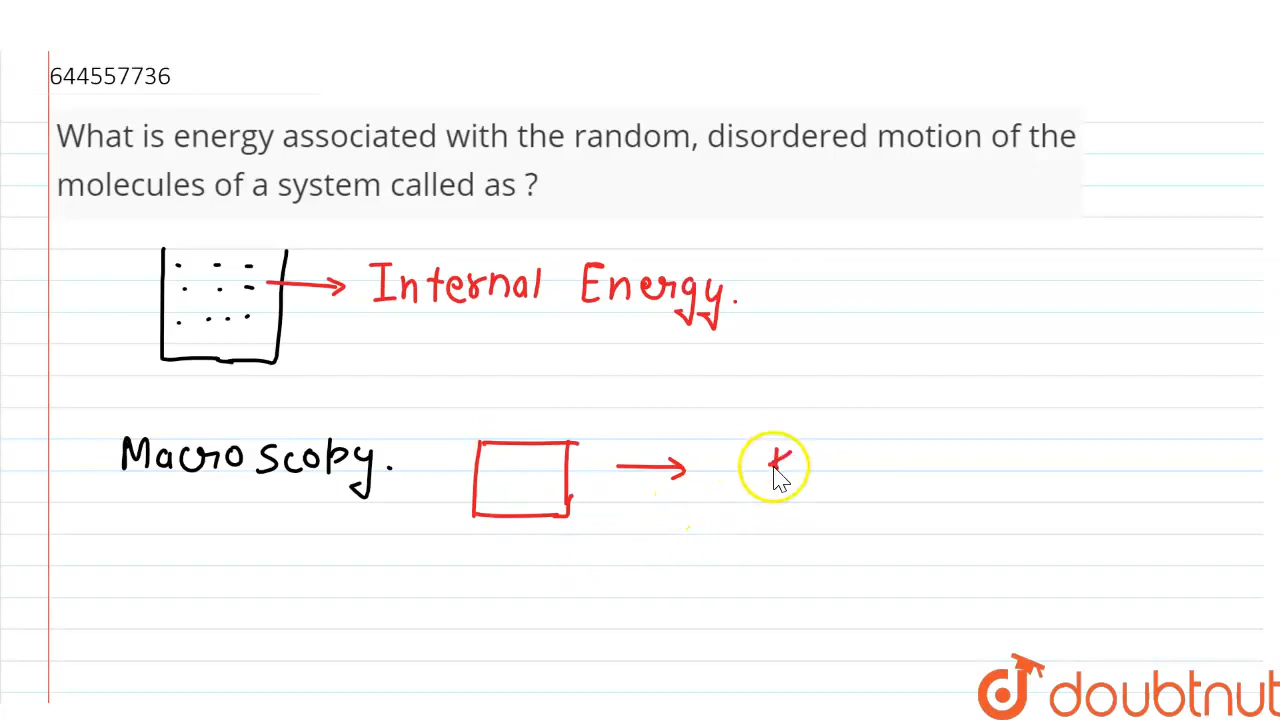 644557736
What is energy associated with the random, disordered motion of the
molecules of a system called as ?
Internal Energy.
Macroscopy.
doubtnut